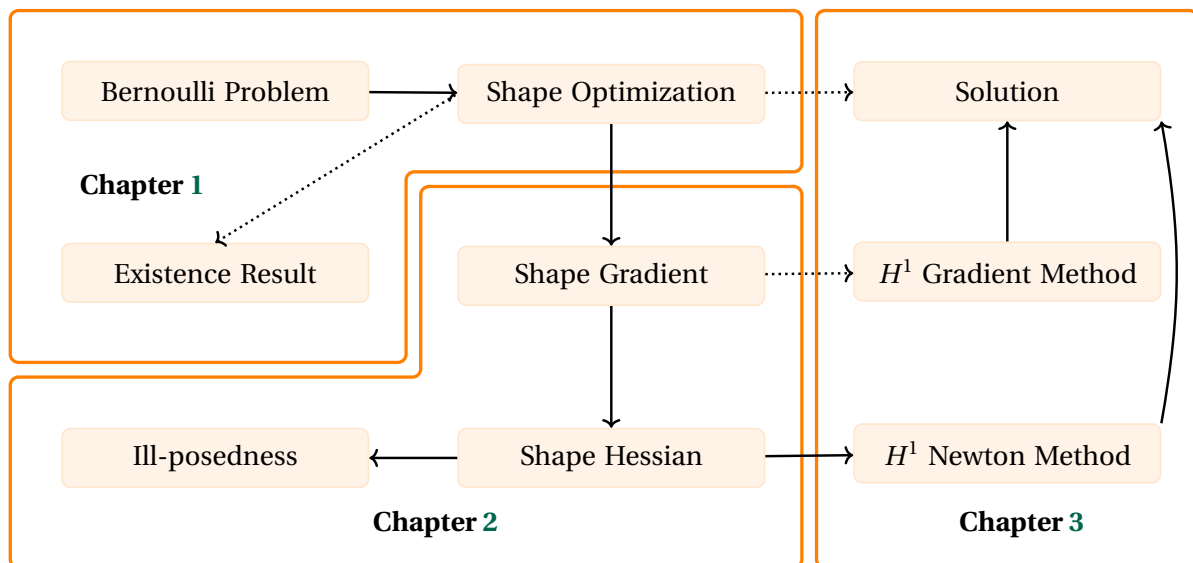 Bernoulli Problem
Shape Optimization
Solution
Chapter 1
Existence Result
Shape Gradient
H¹ Gradient Method
Ill-posedness
Shape Hessian
H¹ Newton Method
Chapter 2
Chapter 3